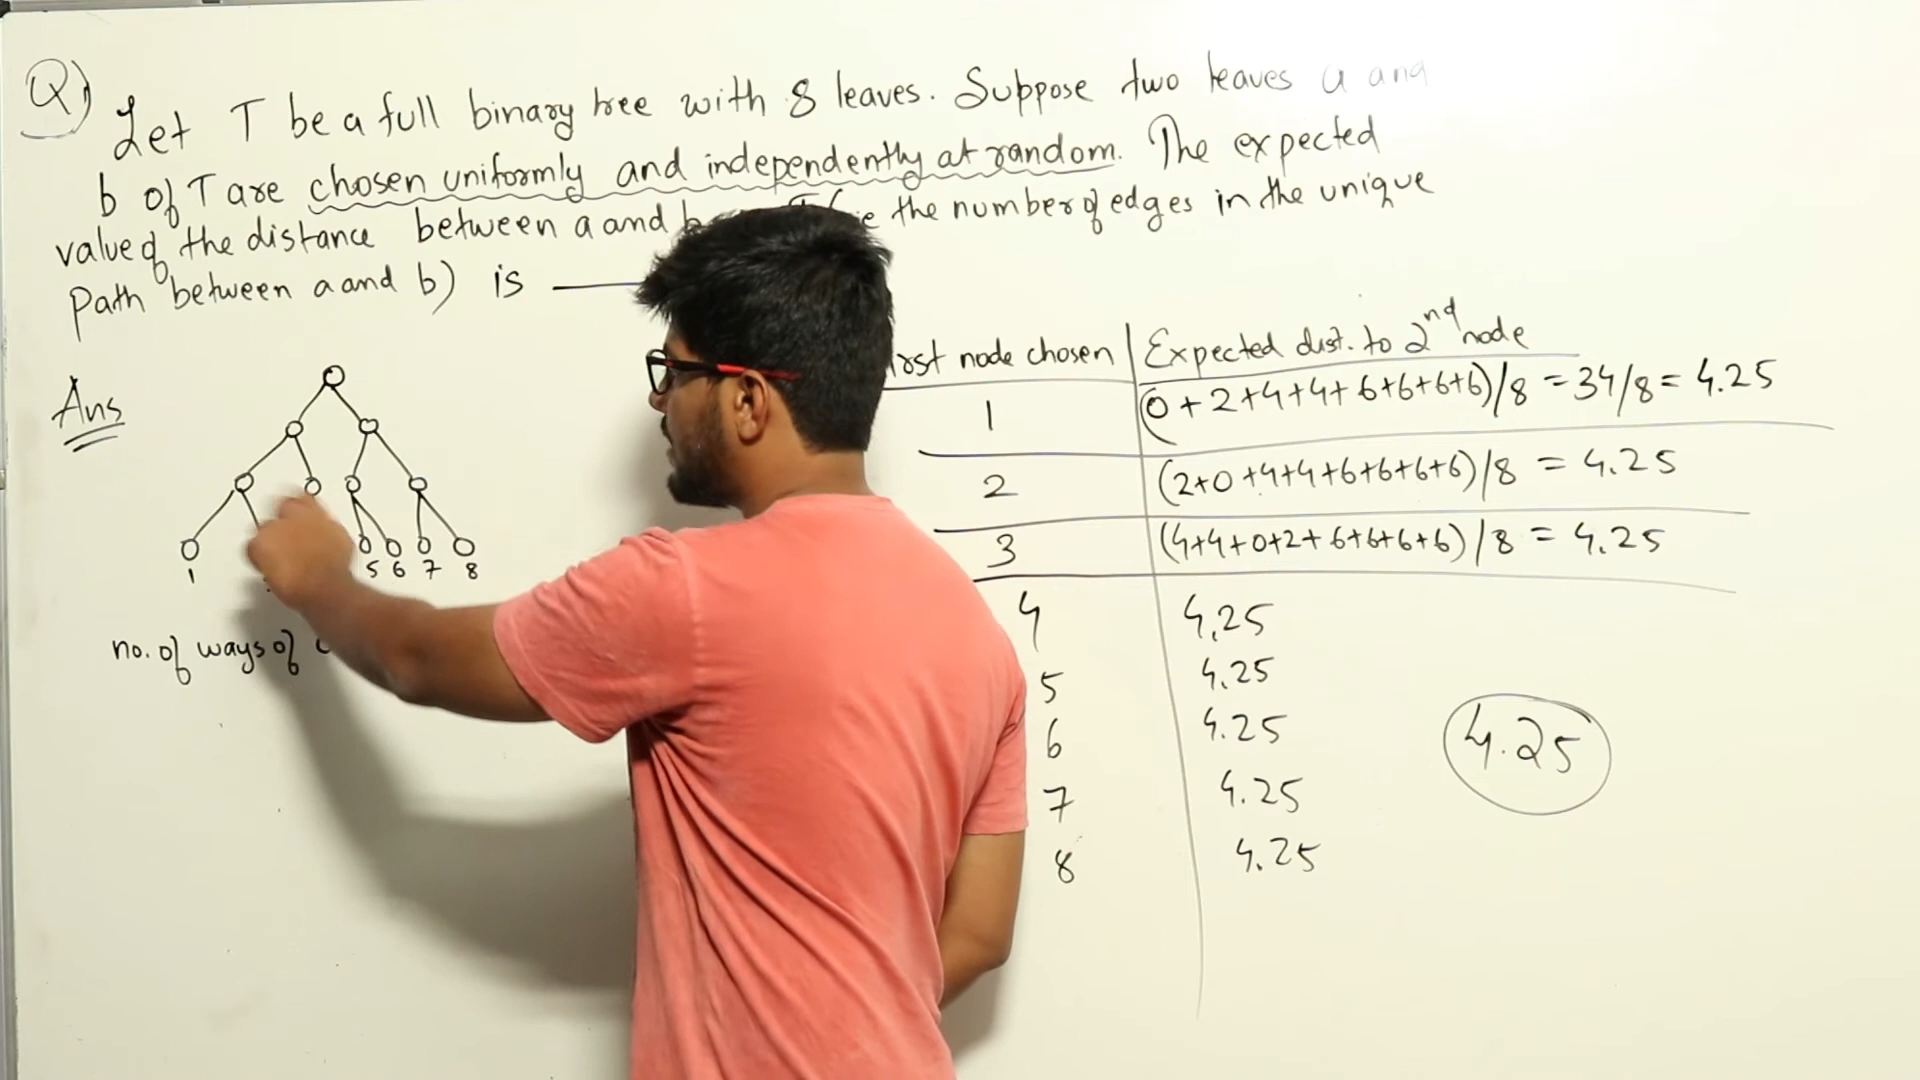 Q)
Let T be a full binary tree with 8 leaves. Suppose two leaves a and
b of T are chosen uniformly and independently at random. The expected
value of the distance between a and b the number of edges in the unique
Path between a and b) is
Ans
1
5 6 7 8
no. of ways of
node chosen | Expected dist. to 2nd node
1 (0+2+4+4+6+6+6+6)/8 = 34/8 = 4.25
2 (2+0+4+4+6+6+6+6)/8 = 4.25
3 (4+4+0+2+6+6+6+6)/8 = 4.25
4 4.25
5 4.25
6 4.25
7 4.25
8 4.25
4.25